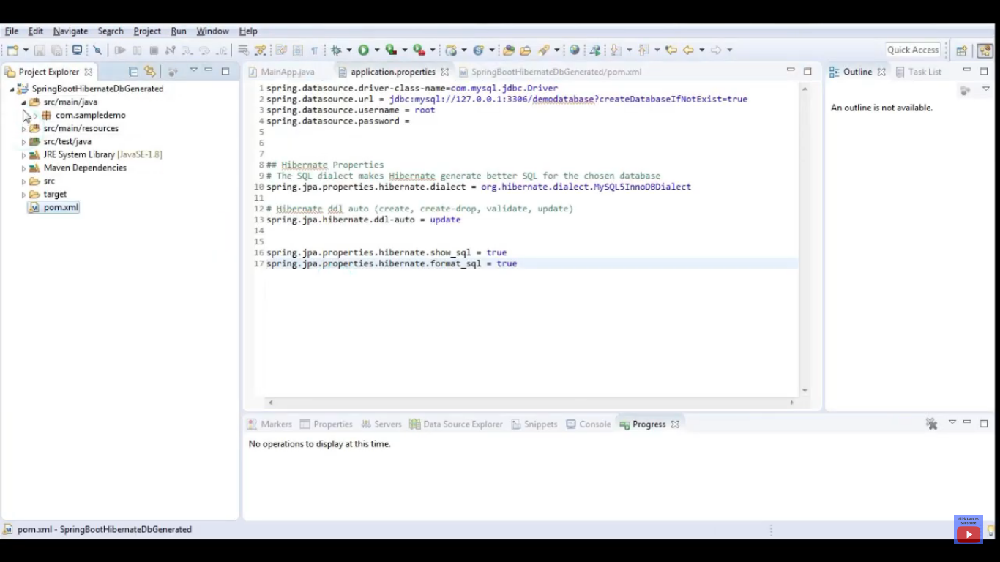 File Edit Navigate Search Project Run Window Help
Quick Access
Project Explorer
SpringBootHibernateDbGenerated
src/main/java
com.sampledemo
src/main/resources
src/test/java
JRE System Library [JavaSE-1.8]
Maven Dependencies
src
target
pom.xml
MainApp.java application.properties SpringBootHibernateDbGenerated/pom.xml
1 spring.datasource.driver-class-name=com.mysql.jdbc.Driver
2 spring.datasource.url = jdbc:mysql://127.0.0.1:3306/demodatabase?createDatabaseIfNotExist=true
3 spring.datasource.username = root
4 spring.datasource.password =
5
6
7
8 ## Hibernate Properties
9 # The SQL dialect makes Hibernate generate better SQL for the chosen database
10 spring.jpa.properties.hibernate.dialect = org.hibernate.dialect.MySQL5InnoDBDialect
11
12 # Hibernate ddl auto (create, create-drop, validate, update)
13 spring.jpa.hibernate.ddl-auto = update
14
15
16 spring.jpa.properties.hibernate.show_sql = true
17 spring.jpa.properties.hibernate.format_sql = true
Outline Task List
An outline is not available.
Markers Properties Servers Data Source Explorer Snippets Console Progress
No operations to display at this time.
pom.xml - SpringBootHibernateDbGenerated
Click Here to
Subscribe